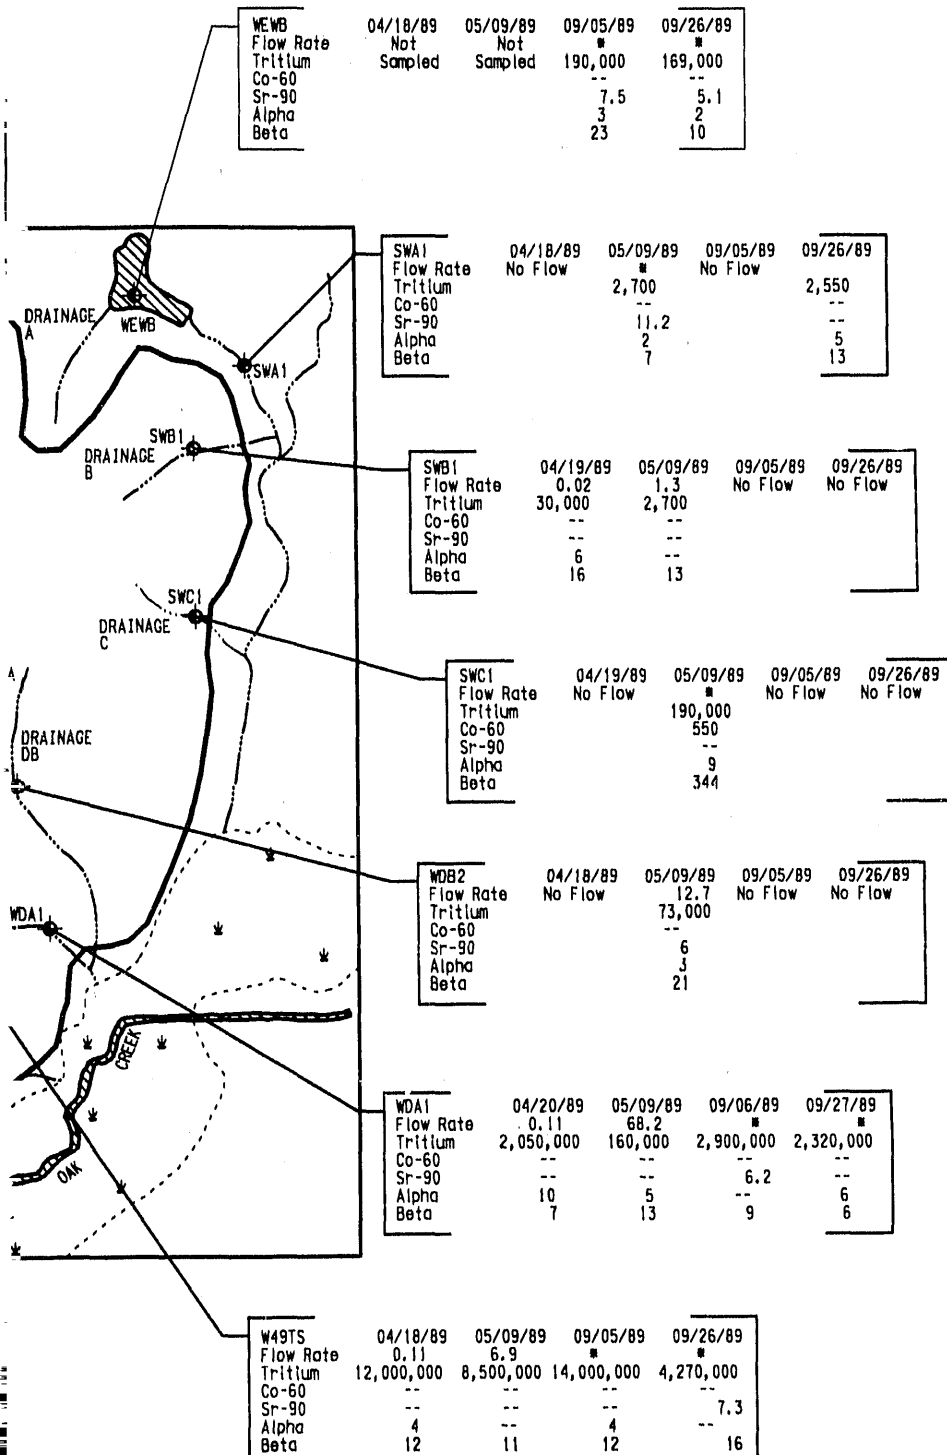 WEWB 04/18/89 05/09/89 09/05/89 09/26/89
Flow Rate Not Not * *
Tritium Sampled Sampled 190,000 169,000
Co-60 -- --
Sr-90 7.5 5.1
Alpha 3 2
Beta 23 10
SWA1 04/18/89 05/09/89 09/05/89 09/26/89
Flow Rate No Flow * No Flow
Tritium 2,700 2,550
Co-60 -- --
Sr-90 11.2 --
Alpha 2 5
Beta 7 13
DRAINAGE
A
WEWB
SWA1
SWB1
DRAINAGE
B
SWB1 04/19/89 05/09/89 09/05/89 09/26/89
Flow Rate 0.02 1.3 No Flow No Flow
Tritium 30,000 2,700
Co-60 -- --
Sr-90 -- --
Alpha 6 --
Beta 16 13
SWC1
DRAINAGE
C
SWC1 04/19/89 05/09/89 09/05/89 09/26/89
Flow Rate No Flow * No Flow No Flow
Tritium 190,000
Co-60 550
Sr-90 --
Alpha 9
Beta 344
DRAINAGE
DB
WDB2 04/18/89 05/09/89 09/05/89 09/26/89
Flow Rate No Flow 12.7 No Flow No Flow
Tritium 73,000
Co-60 --
Sr-90 6
Alpha 3
Beta 21
WDA1
CREEK
OAK
WDA1 04/20/89 05/09/89 09/06/89 09/27/89
Flow Rate 0.11 68.2 * *
Tritium 2,050,000 160,000 2,900,000 2,320,000
Co-60 -- -- -- --
Sr-90 -- -- 6.2 --
Alpha 10 5 -- 6
Beta 7 13 9 6
W49TS 04/18/89 05/09/89 09/05/89 09/26/89
Flow Rate 0.11 6.9 * *
Tritium 12,000,000 8,500,000 14,000,000 4,270,000
Co-60 -- -- -- --
Sr-90 -- -- -- 7.3
Alpha 4 -- 4 --
Beta 12 11 12 16